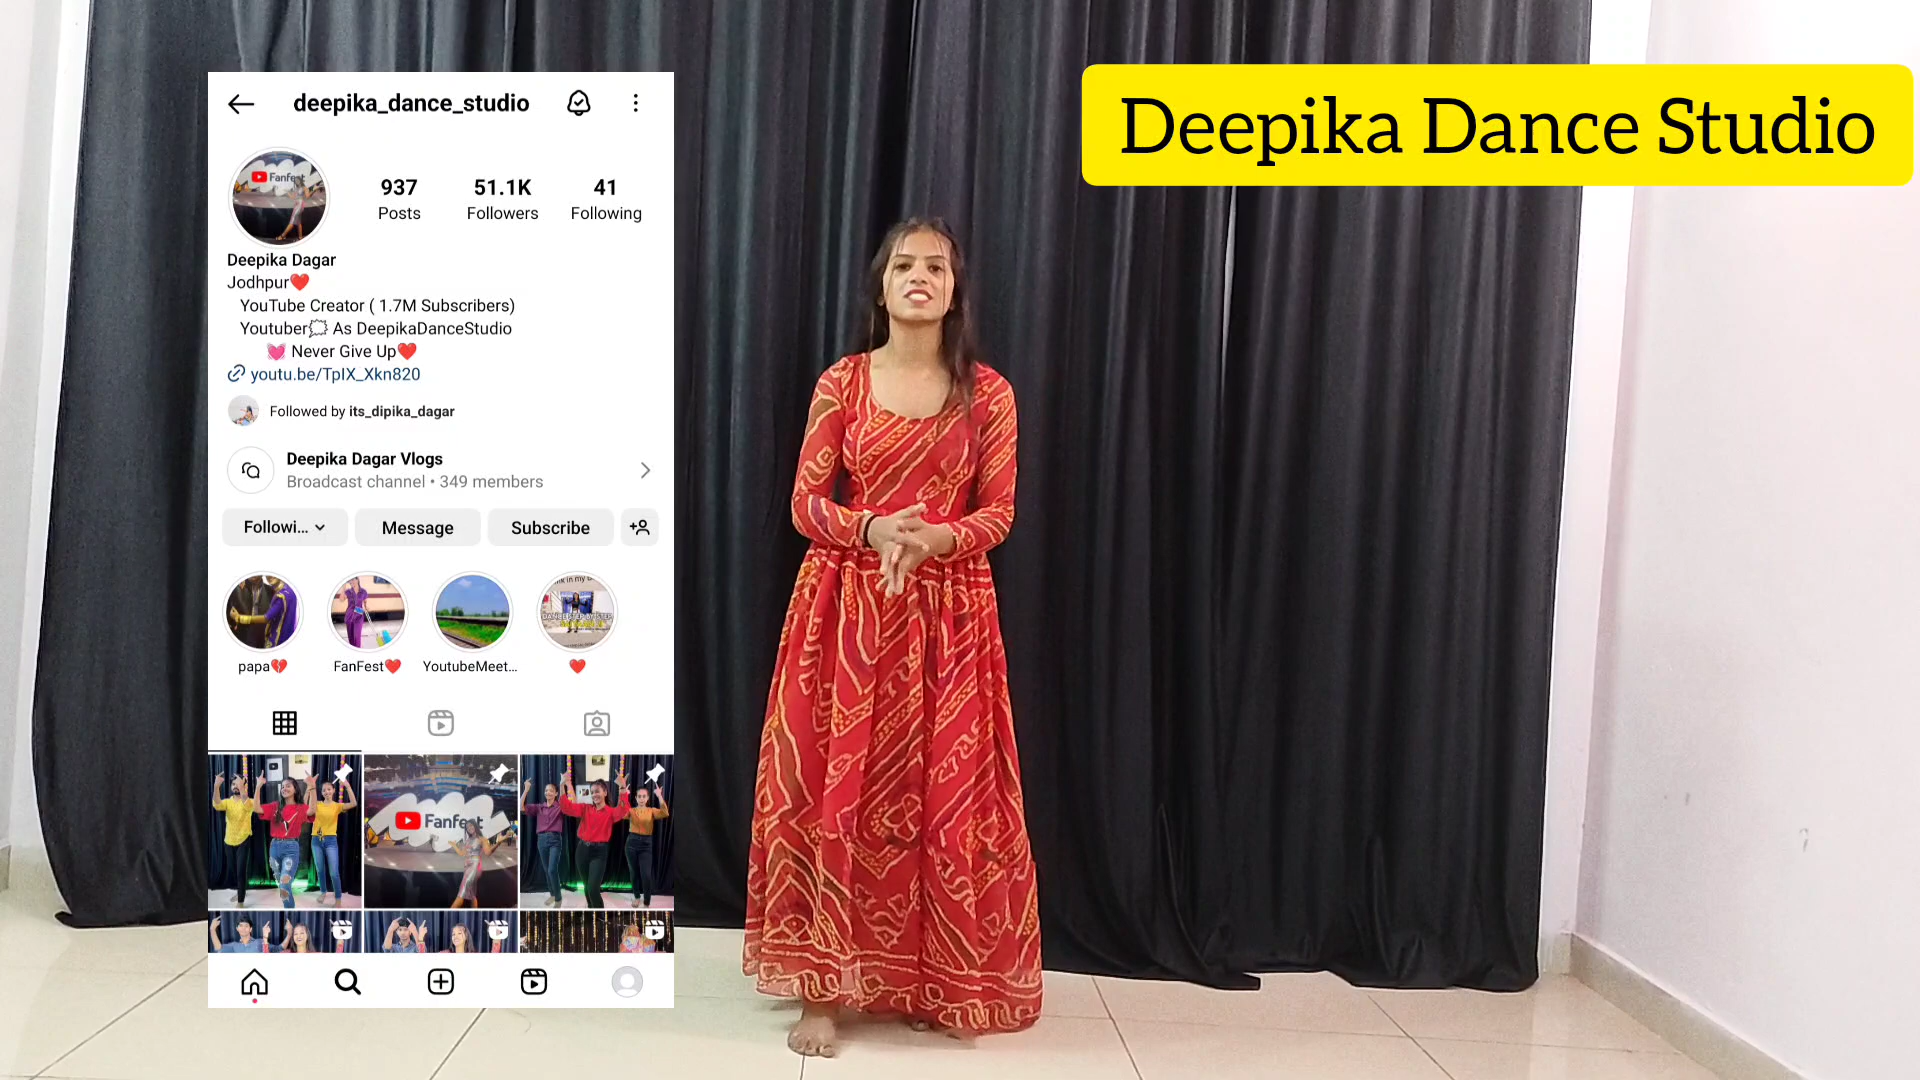 deepika_dance_studio
Deepika Dance Studio
Fanfest
937
51.1K
41
Posts
Followers
Following
Deepika Dagar
Jodhpur❤️
YouTube Creator ( 1.7M Subscribers)
Youtuber🗯 As DeepikaDanceStudio
💓 Never Give Up❤️
youtu.be/TpIX_Xkn820
Followed by its_dipika_dagar
Deepika Dagar Vlogs
Broadcast channel • 349 members
Followi...
Message
Subscribe
papa💔
FanFest❤️
YoutubeMeet...
❤️
Fanfest